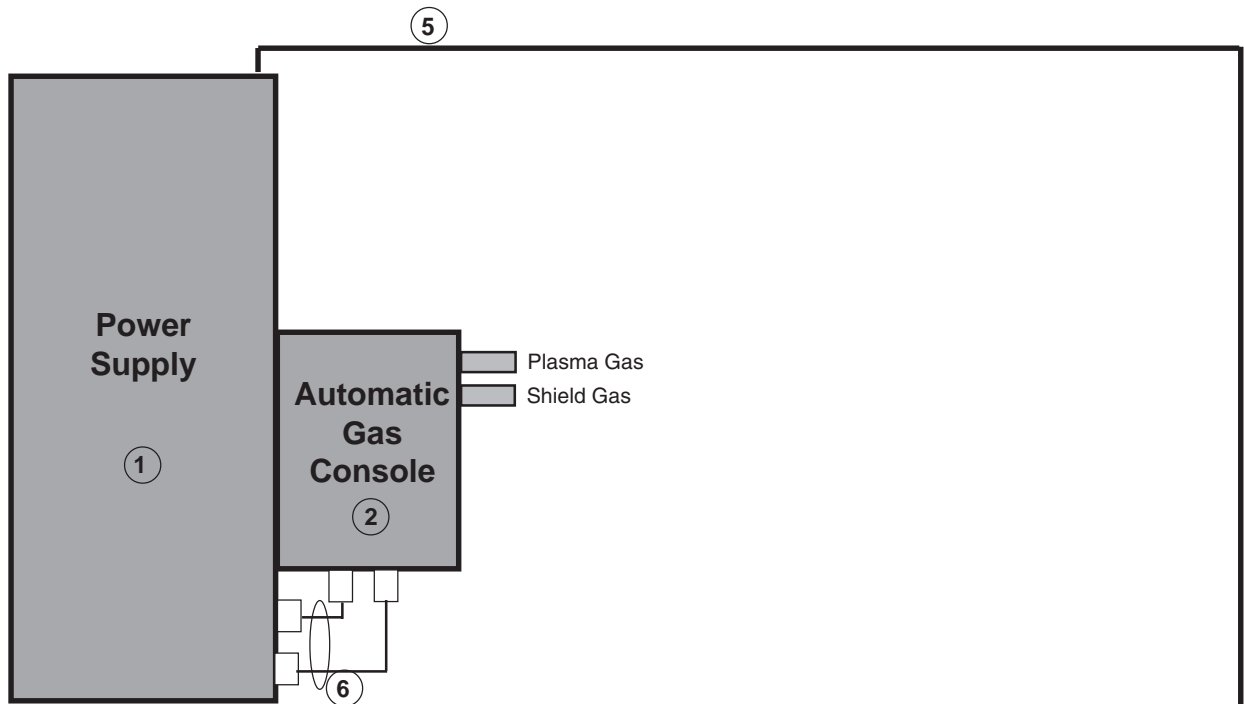 5
Power
Supply
1
Automatic
Gas
Console
2
Plasma Gas
Shield Gas
6